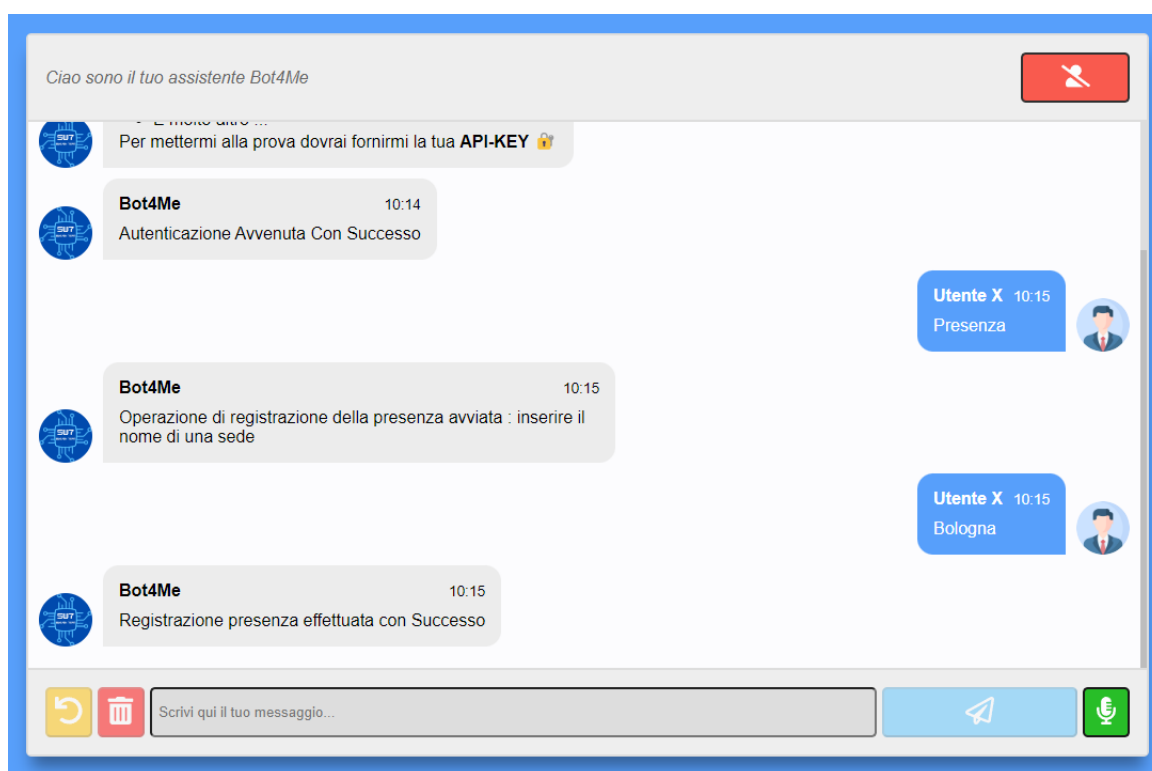 Ciao sono il tuo assistente Bot4Me
Per mettermi alla prova dovrai fornirmi la tua API-KEY 🔐
Bot4Me 10:14
Autenticazione Avvenuta Con Successo
Utente X 10:15
Presenza
Bot4Me 10:15
Operazione di registrazione della presenza avviata : inserire il
nome di una sede
Utente X 10:15
Bologna
Bot4Me 10:15
Registrazione presenza effettuata con Successo
Scrivi qui il tuo messaggio...